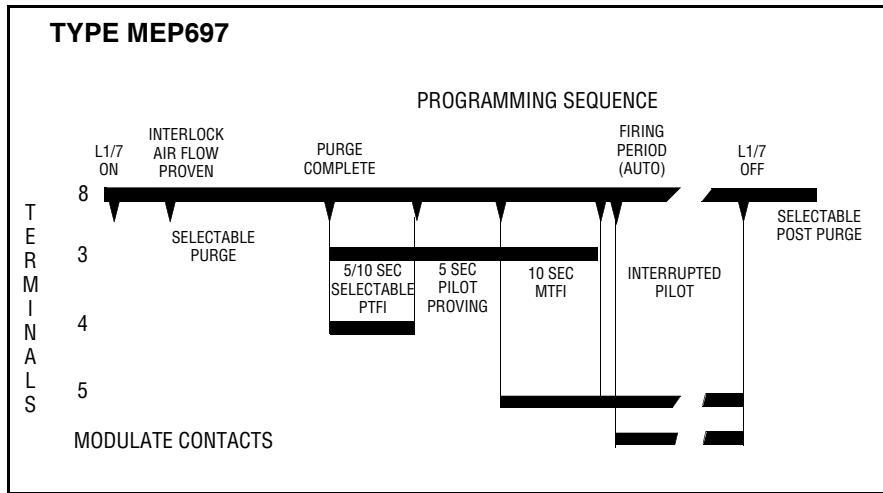 TYPE MEP697
PROGRAMMING SEQUENCE
L1/7
ON
INTERLOCK
AIR FLOW
PROVEN
PURGE
COMPLETE
FIRING
PERIOD
(AUTO)
L1/7
OFF
TERMINALS
8
SELECTABLE
PURGE
SELECTABLE
POST PURGE
3
5/10 SEC
SELECTABLE
PTFI
5 SEC
PILOT
PROVING
10 SEC
MTFI
INTERRUPTED
PILOT
4
5
MODULATE CONTACTS